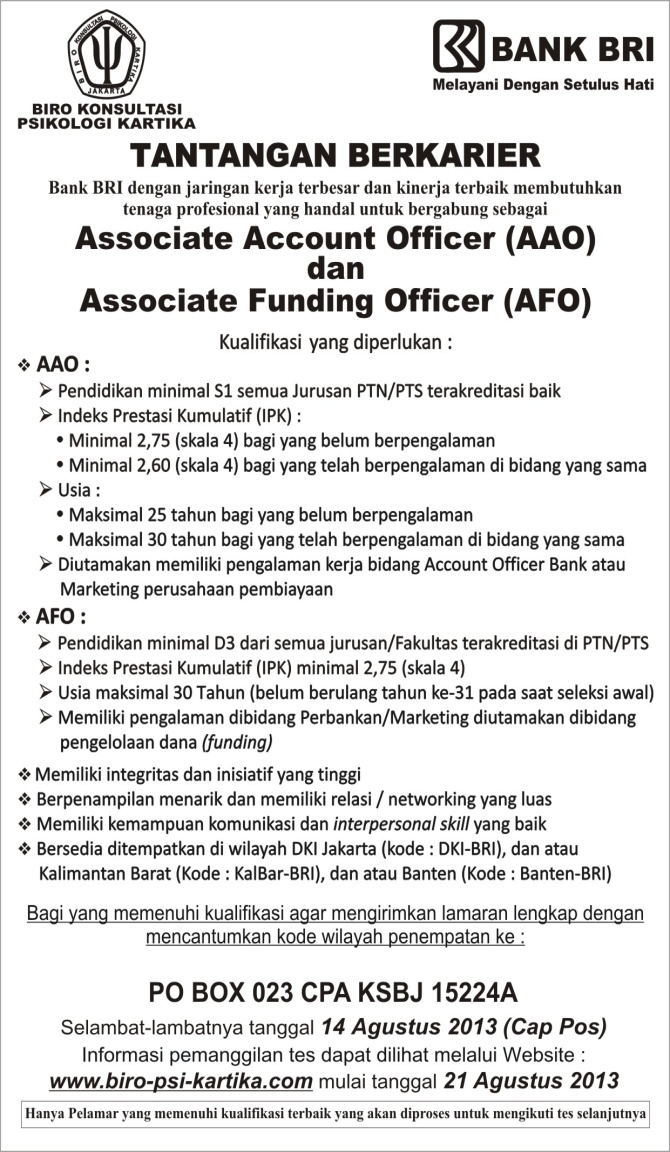 BIRO KONSULTASI PSIKOLOGI KARTIKA
JAKARTA
BIRO KONSULTASI
PSIKOLOGI KARTIKA
BRI
BANK BRI
Melayani Dengan Setulus Hati
TANTANGAN BERKARIER
Bank BRI dengan jaringan kerja terbesar dan kinerja terbaik membutuhkan
tenaga profesional yang handal untuk bergabung sebagai
Associate Account Officer (AAO)
dan
Associate Funding Officer (AFO)
Kualifikasi yang diperlukan :
❖ AAO :
➢ Pendidikan minimal S1 semua Jurusan PTN/PTS terakreditasi baik
➢ Indeks Prestasi Kumulatif (IPK) :
• Minimal 2,75 (skala 4) bagi yang belum berpengalaman
• Minimal 2,60 (skala 4) bagi yang telah berpengalaman di bidang yang sama
➢ Usia :
• Maksimal 25 tahun bagi yang belum berpengalaman
• Maksimal 30 tahun bagi yang telah berpengalaman di bidang yang sama
➢ Diutamakan memiliki pengalaman kerja bidang Account Officer Bank atau
Marketing perusahaan pembiayaan
❖ AFO :
➢ Pendidikan minimal D3 dari semua jurusan/Fakultas terakreditasi di PTN/PTS
➢ Indeks Prestasi Kumulatif (IPK) minimal 2,75 (skala 4)
➢ Usia maksimal 30 Tahun (belum berulang tahun ke-31 pada saat seleksi awal)
➢ Memiliki pengalaman dibidang Perbankan/Marketing diutamakan dibidang
pengelolaan dana (funding)
❖ Memiliki integritas dan inisiatif yang tinggi
❖ Berpenampilan menarik dan memiliki relasi / networking yang luas
❖ Memiliki kemampuan komunikasi dan interpersonal skill yang baik
❖ Bersedia ditempatkan di wilayah DKI Jakarta (kode : DKI-BRI), dan atau
Kalimantan Barat (Kode : KalBar-BRI), dan atau Banten (Kode : Banten-BRI)
Bagi yang memenuhi kualifikasi agar mengirimkan lamaran lengkap dengan
mencantumkan kode wilayah penempatan ke :
PO BOX 023 CPA KSBJ 15224A
Selambat-lambatnya tanggal 14 Agustus 2013 (Cap Pos)
Informasi pemanggilan tes dapat dilihat melalui Website :
www.biro-psi-kartika.com mulai tanggal 21 Agustus 2013
Hanya Pelamar yang memenuhi kualifikasi terbaik yang akan diproses untuk mengikuti tes selanjutnya